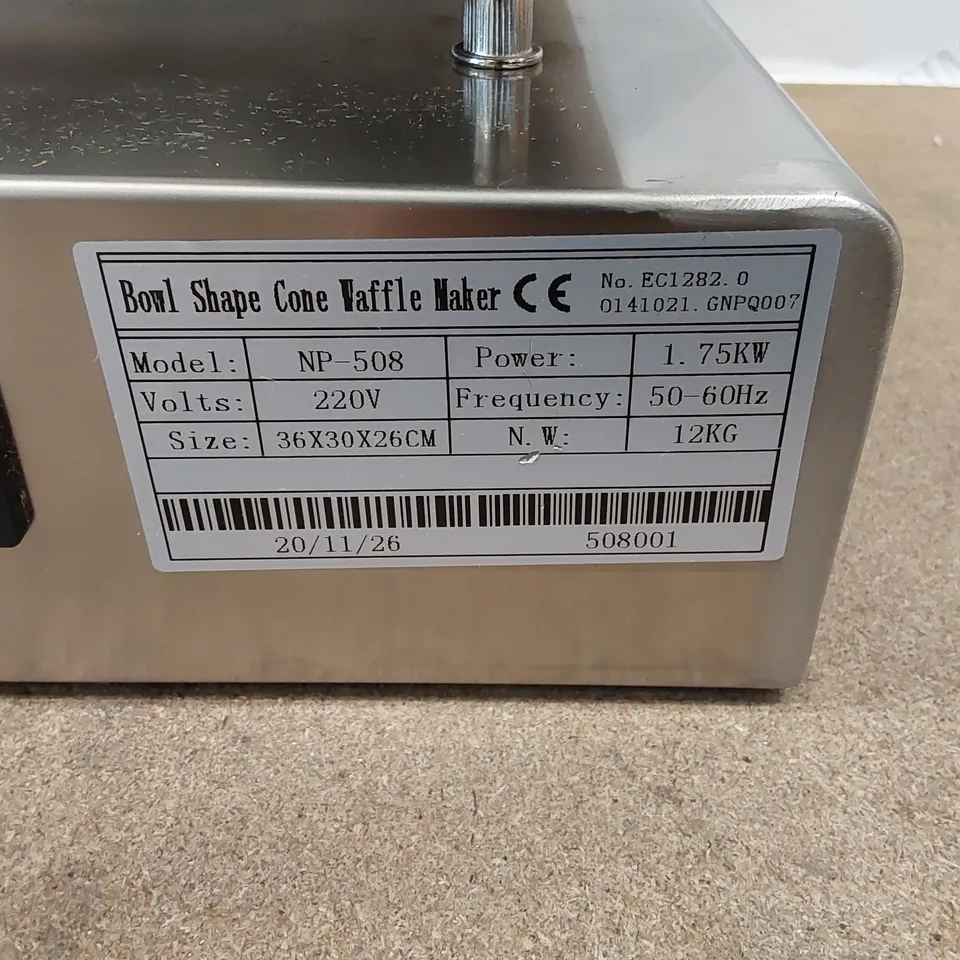 Bowl Shape Cone Waffle Maker CE No. EC1282.0
0141021. GNPQ007
Model: NP-508 Power: 1. 75KW
Volts: 220V Frequency: 50-60Hz
Size: 36X30X26CM N. W.: 12KG
20/11/26 508001